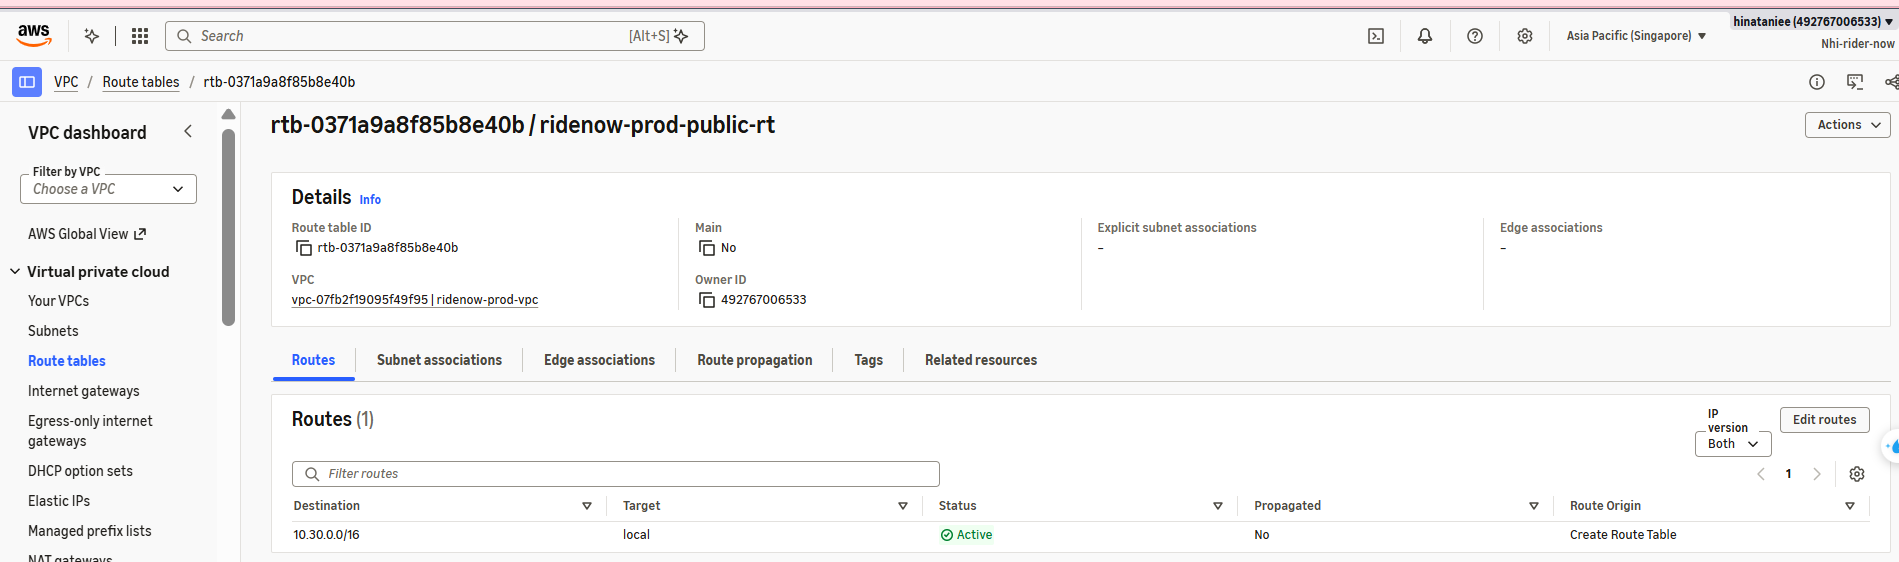 aws
Search [Alt+S]
Asia Pacific (Singapore)
hinataniee (492767006533)
Nhi-rider-now
VPC / Route tables / rtb-0371a9a8f85b8e40b
VPC dashboard
Filter by VPC
Choose a VPC
AWS Global View
Virtual private cloud
Your VPCs
Subnets
Route tables
Internet gateways
Egress-only internet
gateways
DHCP option sets
Elastic IPs
Managed prefix lists
NAT gateways
rtb-0371a9a8f85b8e40b / ridenow-prod-public-rt
Actions
Details Info
Route table ID
rtb-0371a9a8f85b8e40b
Main
No
Explicit subnet associations
–
Edge associations
–
VPC
vpc-07fb2f19095f49f95 | ridenow-prod-vpc
Owner ID
492767006533
Routes
Subnet associations
Edge associations
Route propagation
Tags
Related resources
Routes (1)
IP
version
Both
Edit routes
Filter routes
1
Destination Target Status Propagated Route Origin
10.30.0.0/16 local Active No Create Route Table